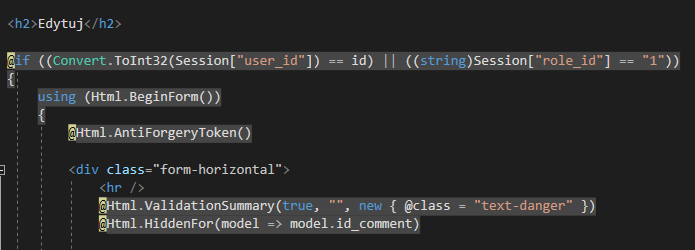 <h2>Edytuj</h2>
@if ((Convert.ToInt32(Session["user_id"]) == id) || ((string)Session["role_id"] == "1"))
{
using (Html.BeginForm())
{
@Html.AntiForgeryToken()
<div class="form-horizontal">
<hr />
@Html.ValidationSummary(true, "", new { @class = "text-danger" })
@Html.HiddenFor(model => model.id_comment)